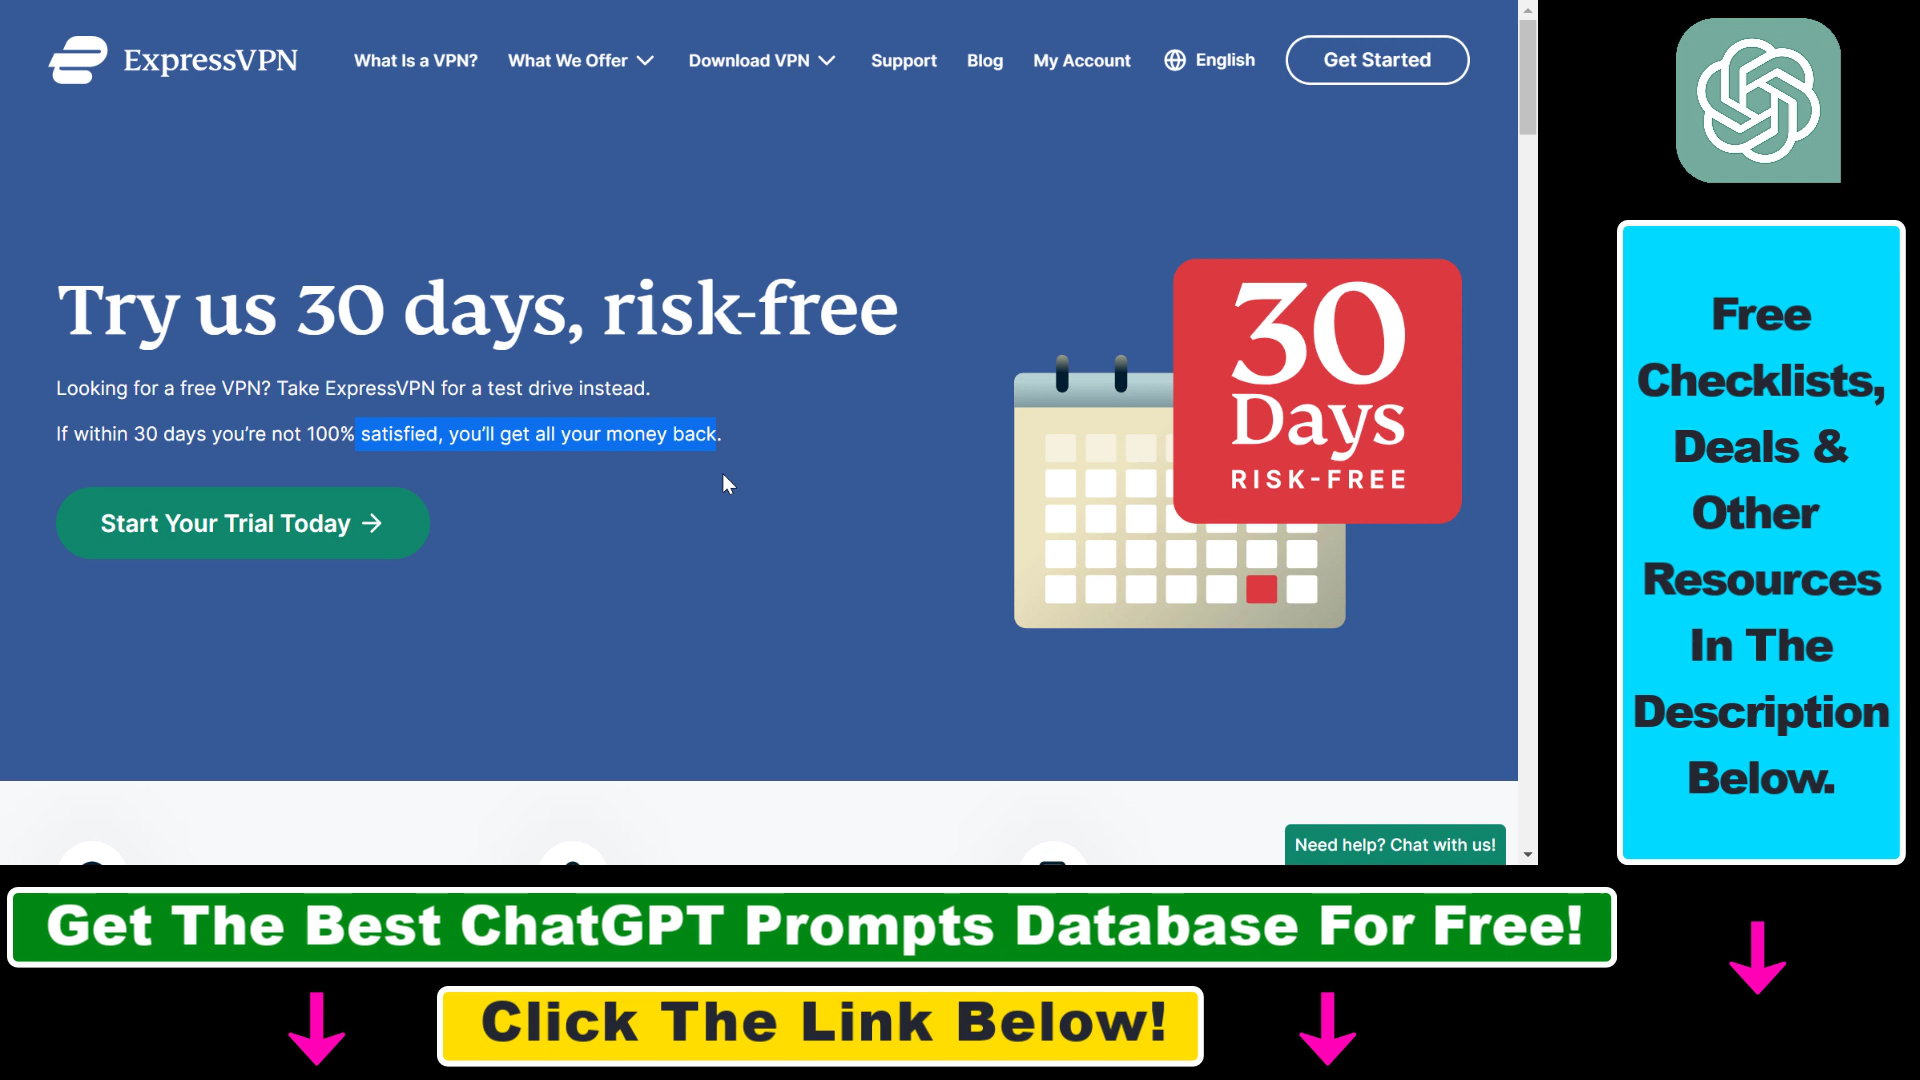 ExpressVPN
What Is a VPN?
What We Offer
Download VPN
Support
Blog
My Account
English
Get Started
Try us 30 days, risk-free
Looking for a free VPN? Take ExpressVPN for a test drive instead.
If within 30 days you’re not 100% satisfied, you’ll get all your money back.
Start Your Trial Today →
30
Days
RISK-FREE
Need help? Chat with us!
Free
Checklists,
Deals &
Other
Resources
In The
Description
Below.
Get The Best ChatGPT Prompts Database For Free!
Click The Link Below!